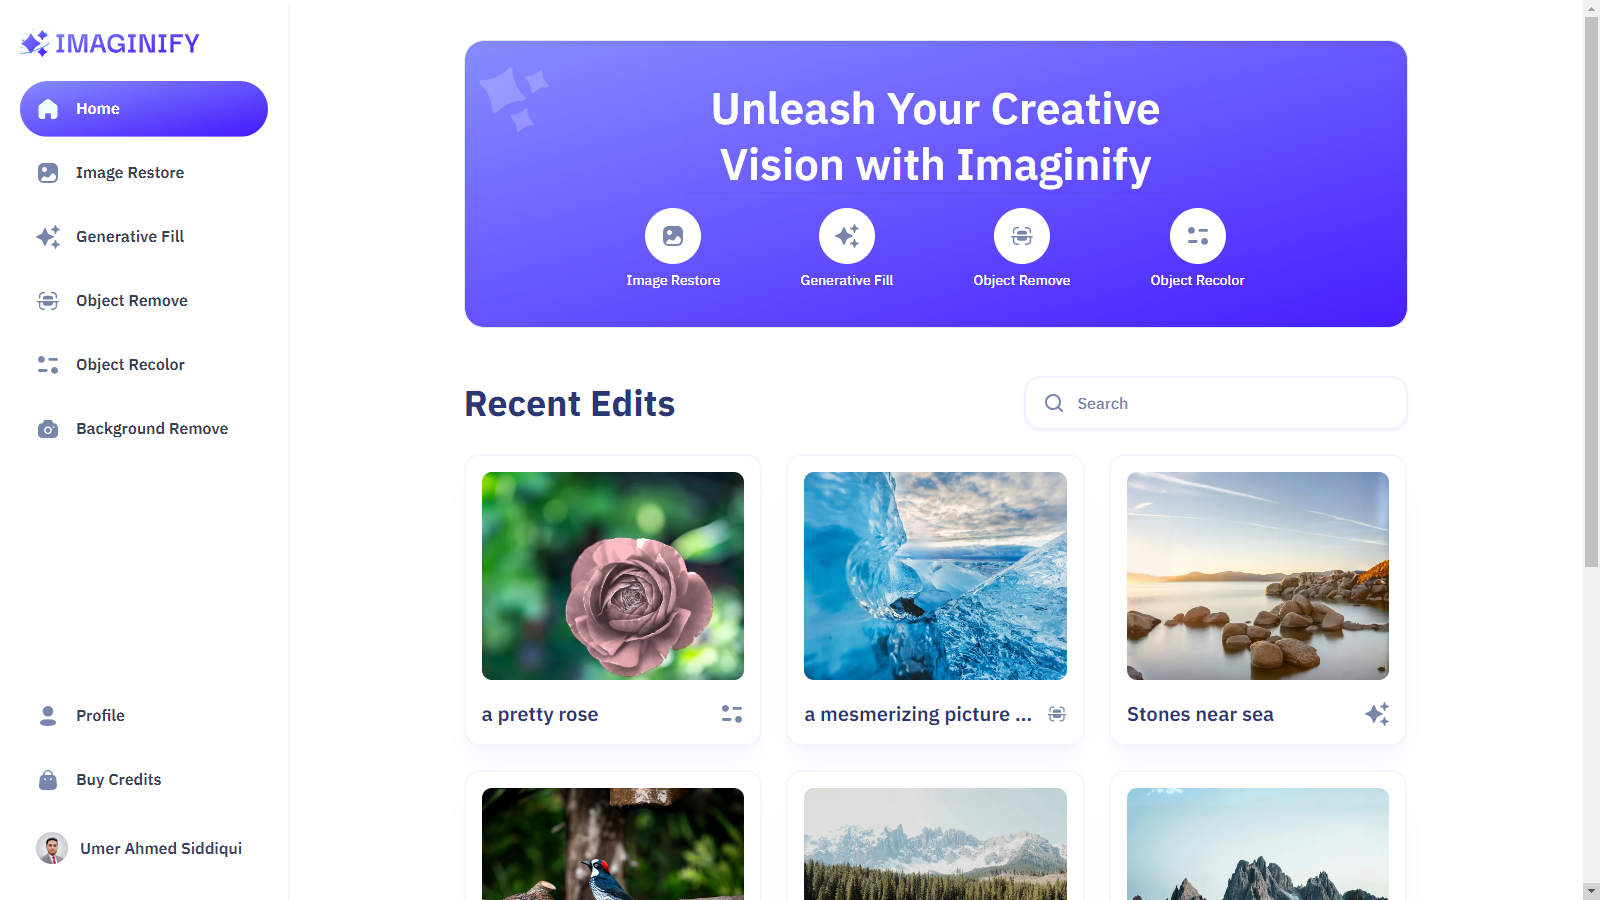 IMAGINIFY
Home
Image Restore
Generative Fill
Object Remove
Object Recolor
Background Remove
Profile
Buy Credits
Umer Ahmed Siddiqui
Unleash Your Creative
Vision with Imaginify
Image Restore
Generative Fill
Object Remove
Object Recolor
Recent Edits
Search
a pretty rose
a mesmerizing picture ...
Stones near sea